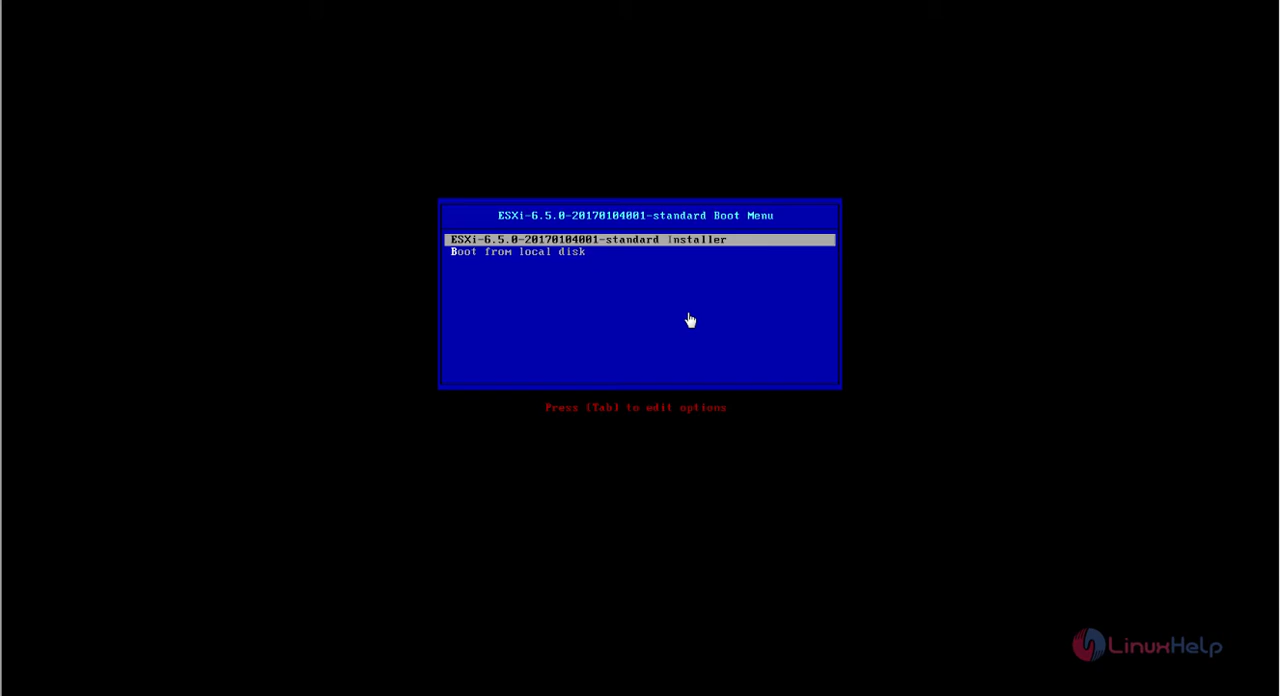 ESXi-6.5.0-20170104001-standard Boot Menu
ESXi-6.5.0-20170104001-standard Installer
Boot from local disk
Press [Tab] to edit options
LinuxHelp